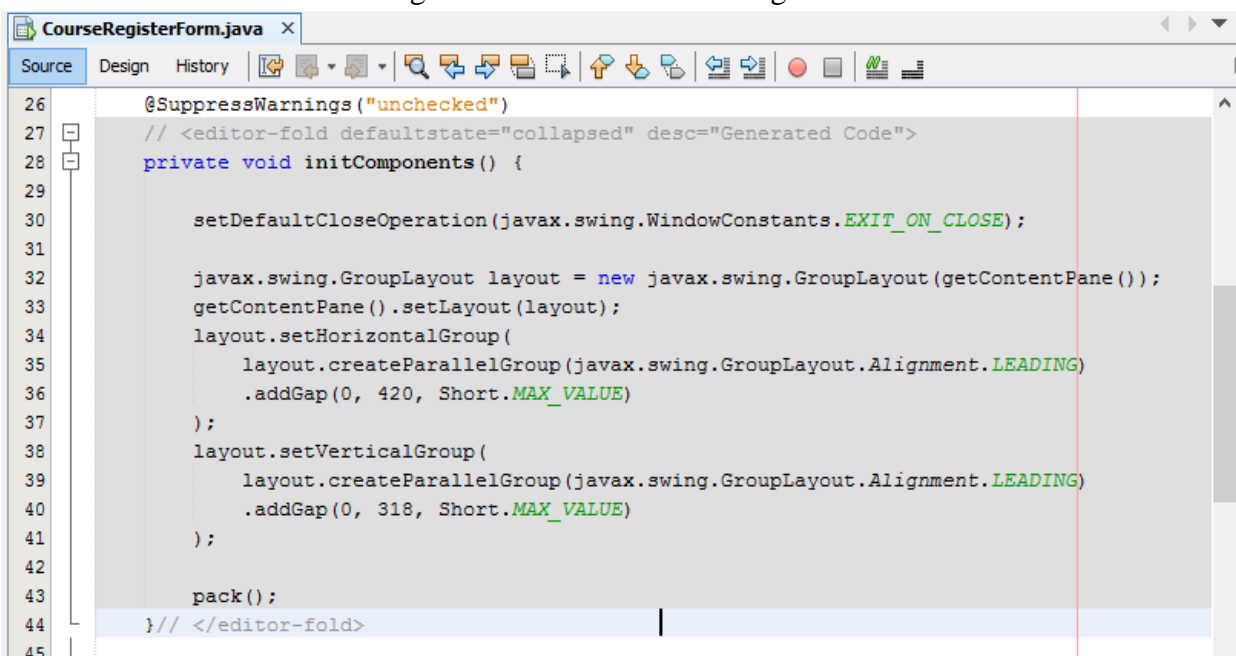 CourseRegisterForm.java
Source Design History
26 @SuppressWarnings("unchecked")
27 // <editor-fold defaultstate="collapsed" desc="Generated Code">
28 private void initComponents() {
29
30 setDefaultCloseOperation(javax.swing.WindowConstants.EXIT_ON_CLOSE);
31
32 javax.swing.GroupLayout layout = new javax.swing.GroupLayout(getContentPane());
33 getContentPane().setLayout(layout);
34 layout.setHorizontalGroup(
35 layout.createParallelGroup(javax.swing.GroupLayout.Alignment.LEADING)
36 .addGap(0, 420, Short.MAX_VALUE)
37 );
38 layout.setVerticalGroup(
39 layout.createParallelGroup(javax.swing.GroupLayout.Alignment.LEADING)
40 .addGap(0, 318, Short.MAX_VALUE)
41 );
42
43 pack();
44 }// </editor-fold>
45